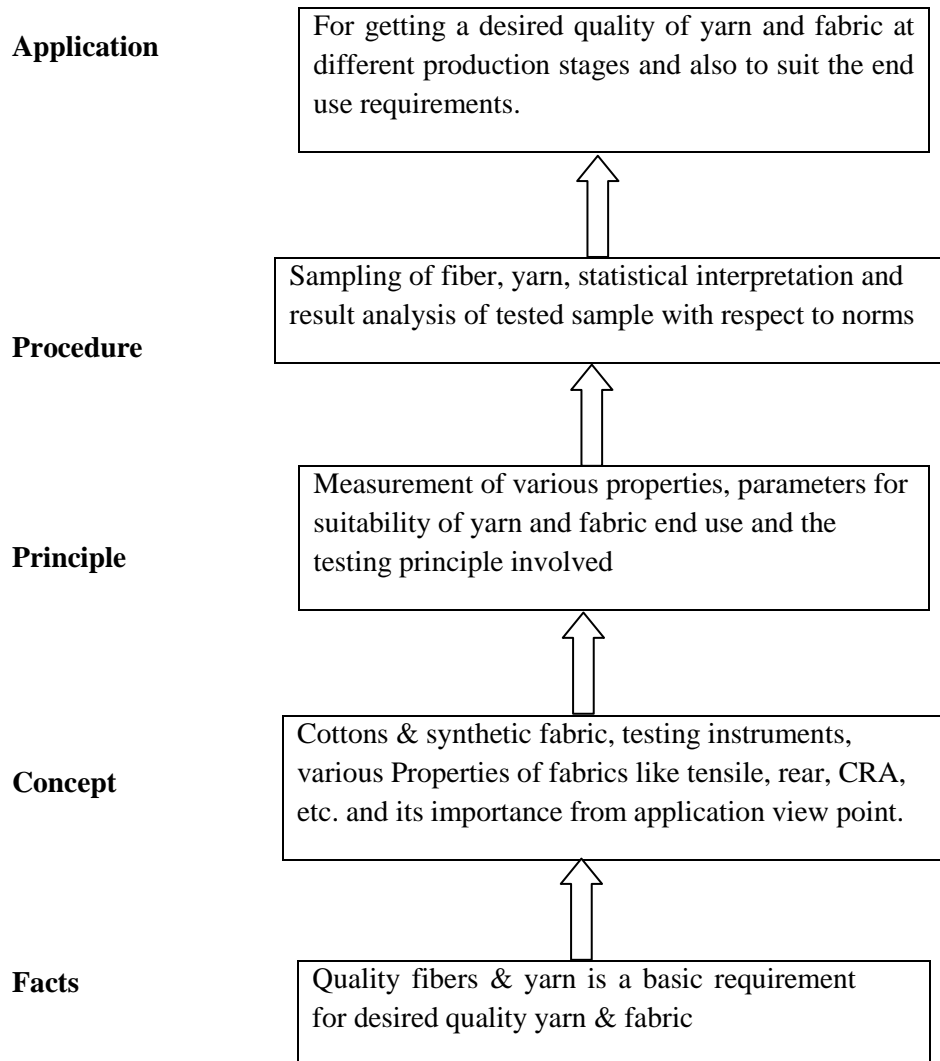 Application
For getting a desired quality of yarn and fabric at
different production stages and also to suit the end
use requirements.
Procedure
Sampling of fiber, yarn, statistical interpretation and
result analysis of tested sample with respect to norms
Principle
Measurement of various properties, parameters for
suitability of yarn and fabric end use and the
testing principle involved
Concept
Cottons & synthetic fabric, testing instruments,
various Properties of fabrics like tensile, rear, CRA,
etc. and its importance from application view point.
Facts
Quality fibers & yarn is a basic requirement
for desired quality yarn & fabric